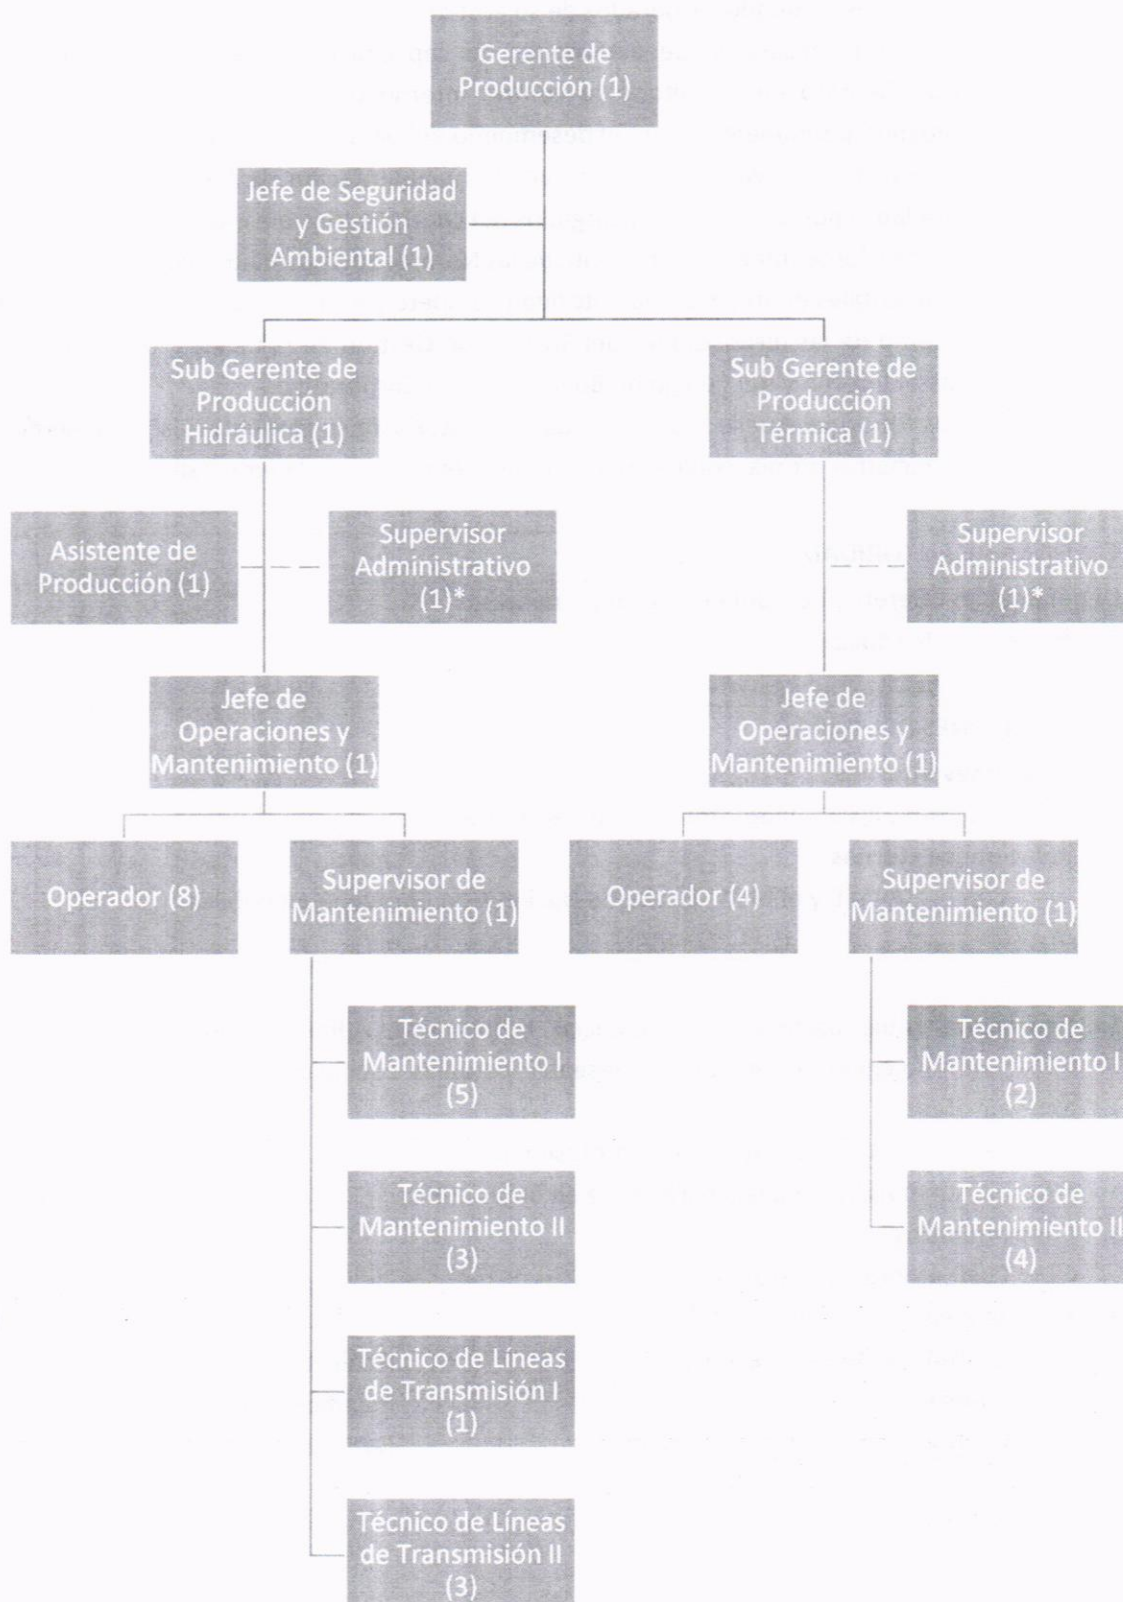 Gerente de
Producción (1)
Jefe de Seguridad
y Gestión
Ambiental (1)
Sub Gerente de
Producción
Hidráulica (1)
Sub Gerente de
Producción
Térmica (1)
Asistente de
Producción (1)
Supervisor
Administrativo
(1)*
Supervisor
Administrativo
(1)*
Jefe de
Operaciones y
Mantenimiento (1)
Jefe de
Operaciones y
Mantenimiento (1)
Operador (8)
Supervisor de
Mantenimiento (1)
Operador (4)
Supervisor de
Mantenimiento (1)
Técnico de
Mantenimiento I
(5)
Técnico de
Mantenimiento I
(2)
Técnico de
Mantenimiento II
(3)
Técnico de
Mantenimiento II
(4)
Técnico de Líneas
de Transmisión I
(1)
Técnico de Líneas
de Transmisión II
(3)